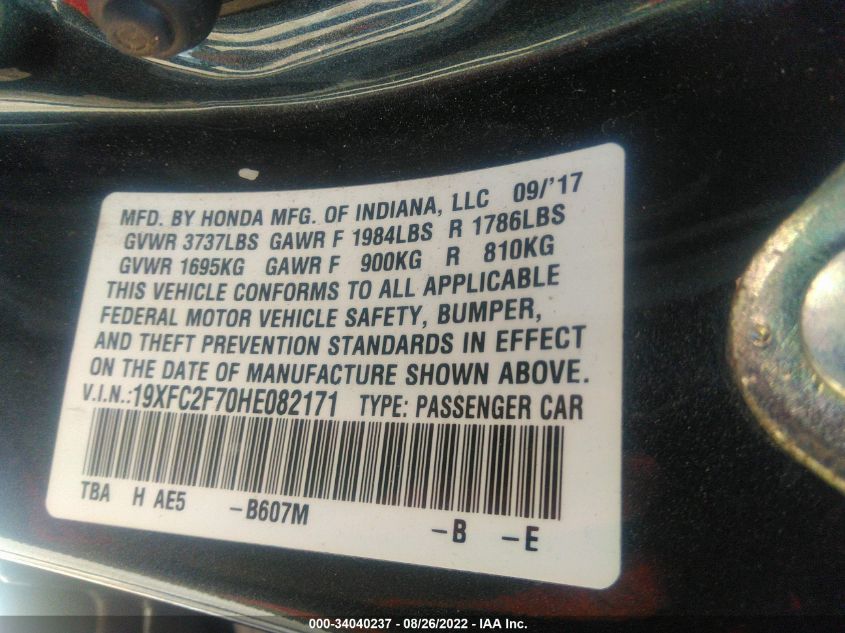 MFD. BY HONDA MFG. OF INDIANA, LLC 09/'17
GVWR 3737LBS GAWR F 1984LBS R 1786LBS
GVWR 1695KG GAWR F 900KG R 810KG
THIS VEHICLE CONFORMS TO ALL APPLICABLE
FEDERAL MOTOR VEHICLE SAFETY, BUMPER,
AND THEFT PREVENTION STANDARDS IN EFFECT
ON THE DATE OF MANUFACTURE SHOWN ABOVE.
V.I.N.:19XFC2F70HE082171 TYPE: PASSENGER CAR
TBA H AE5 -B607M -B -E
000-34040237 - 08/26/2022 - IAA Inc.